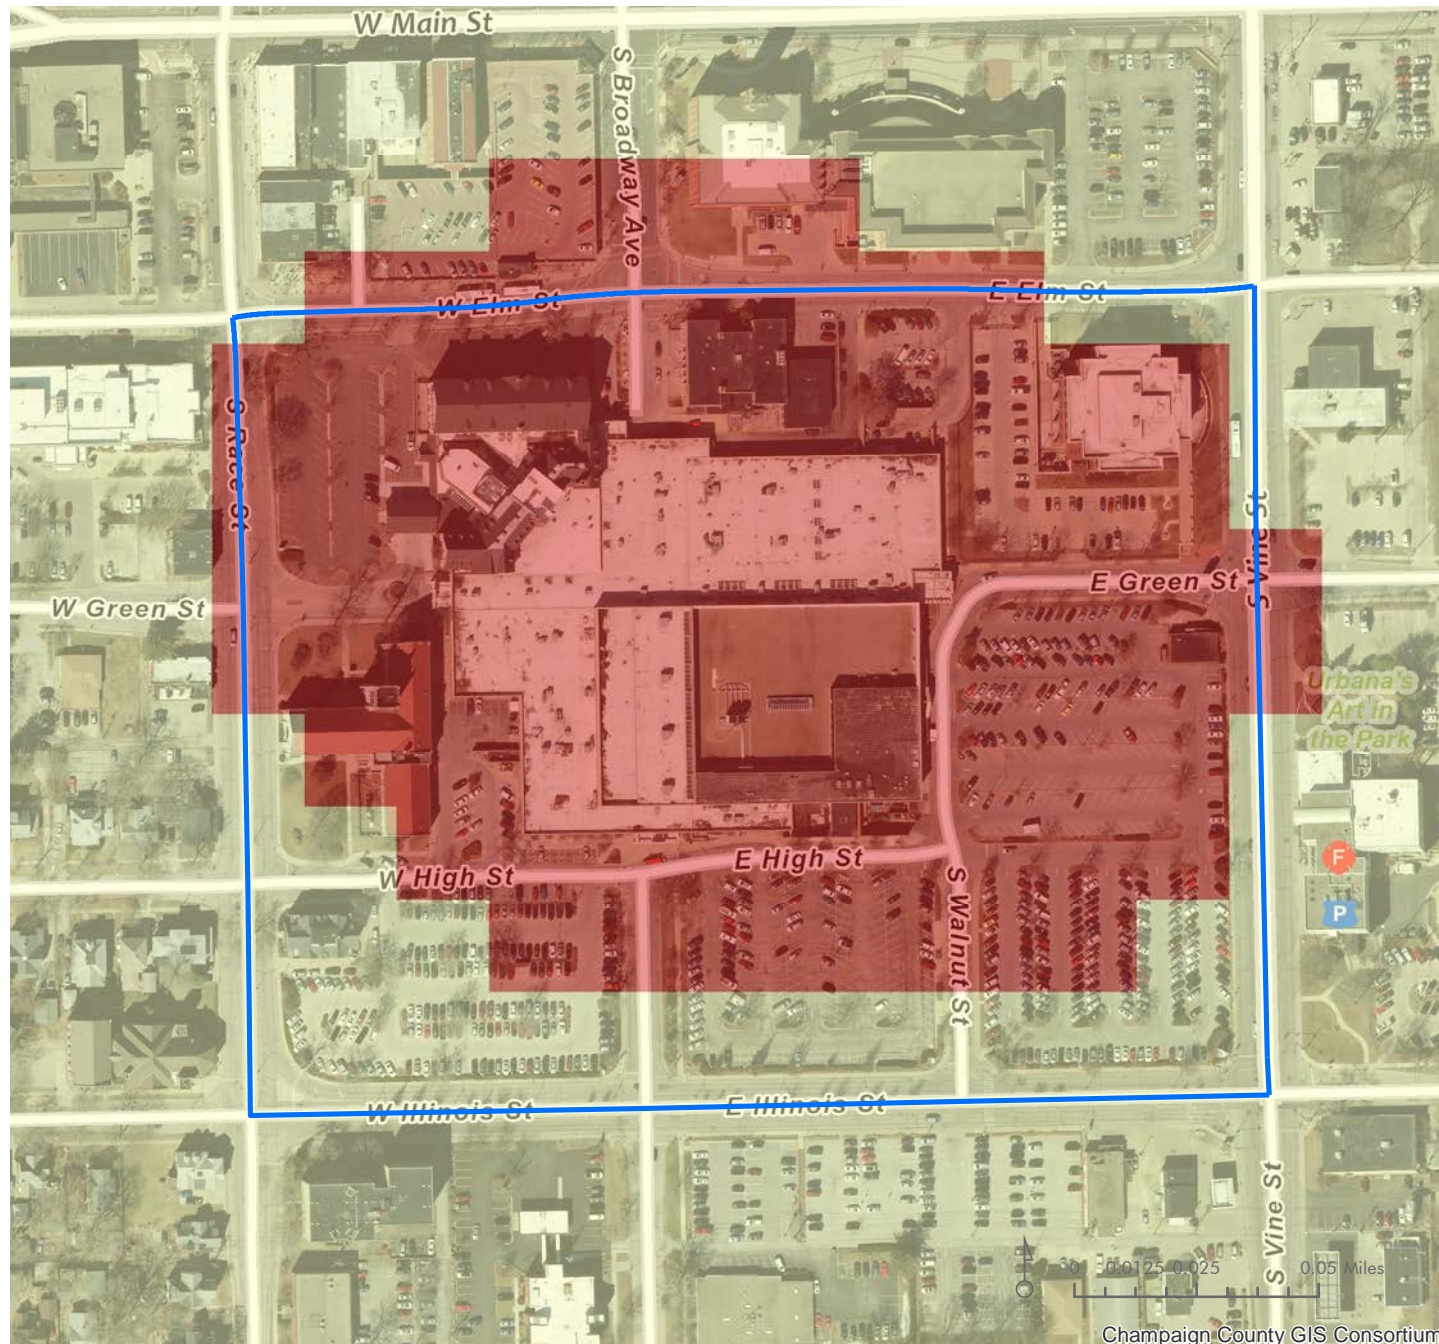 W Main St
S Broadway Ave
W Elm St
E Elm St
S Race St
S Vine St
E Green St
W Green St
Urbana's
Art in
the Park
E High St
W High St
F
P
S Walnut St
W Illinois St
E Illinois St
S Vine St
0 0.0125 0.025 0.05 Miles
Champaign County GIS Consortium